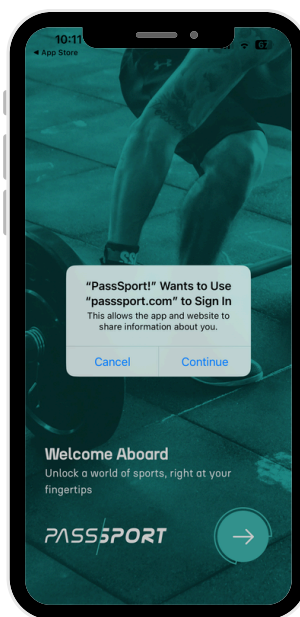 10:11
◀ App Store
“PassSport!” Wants to Use
“passsport.com” to Sign In
This allows the app and website to
share information about you.
Cancel Continue
Welcome Aboard
Unlock a world of sports, right at your
fingertips
PASSSPORT